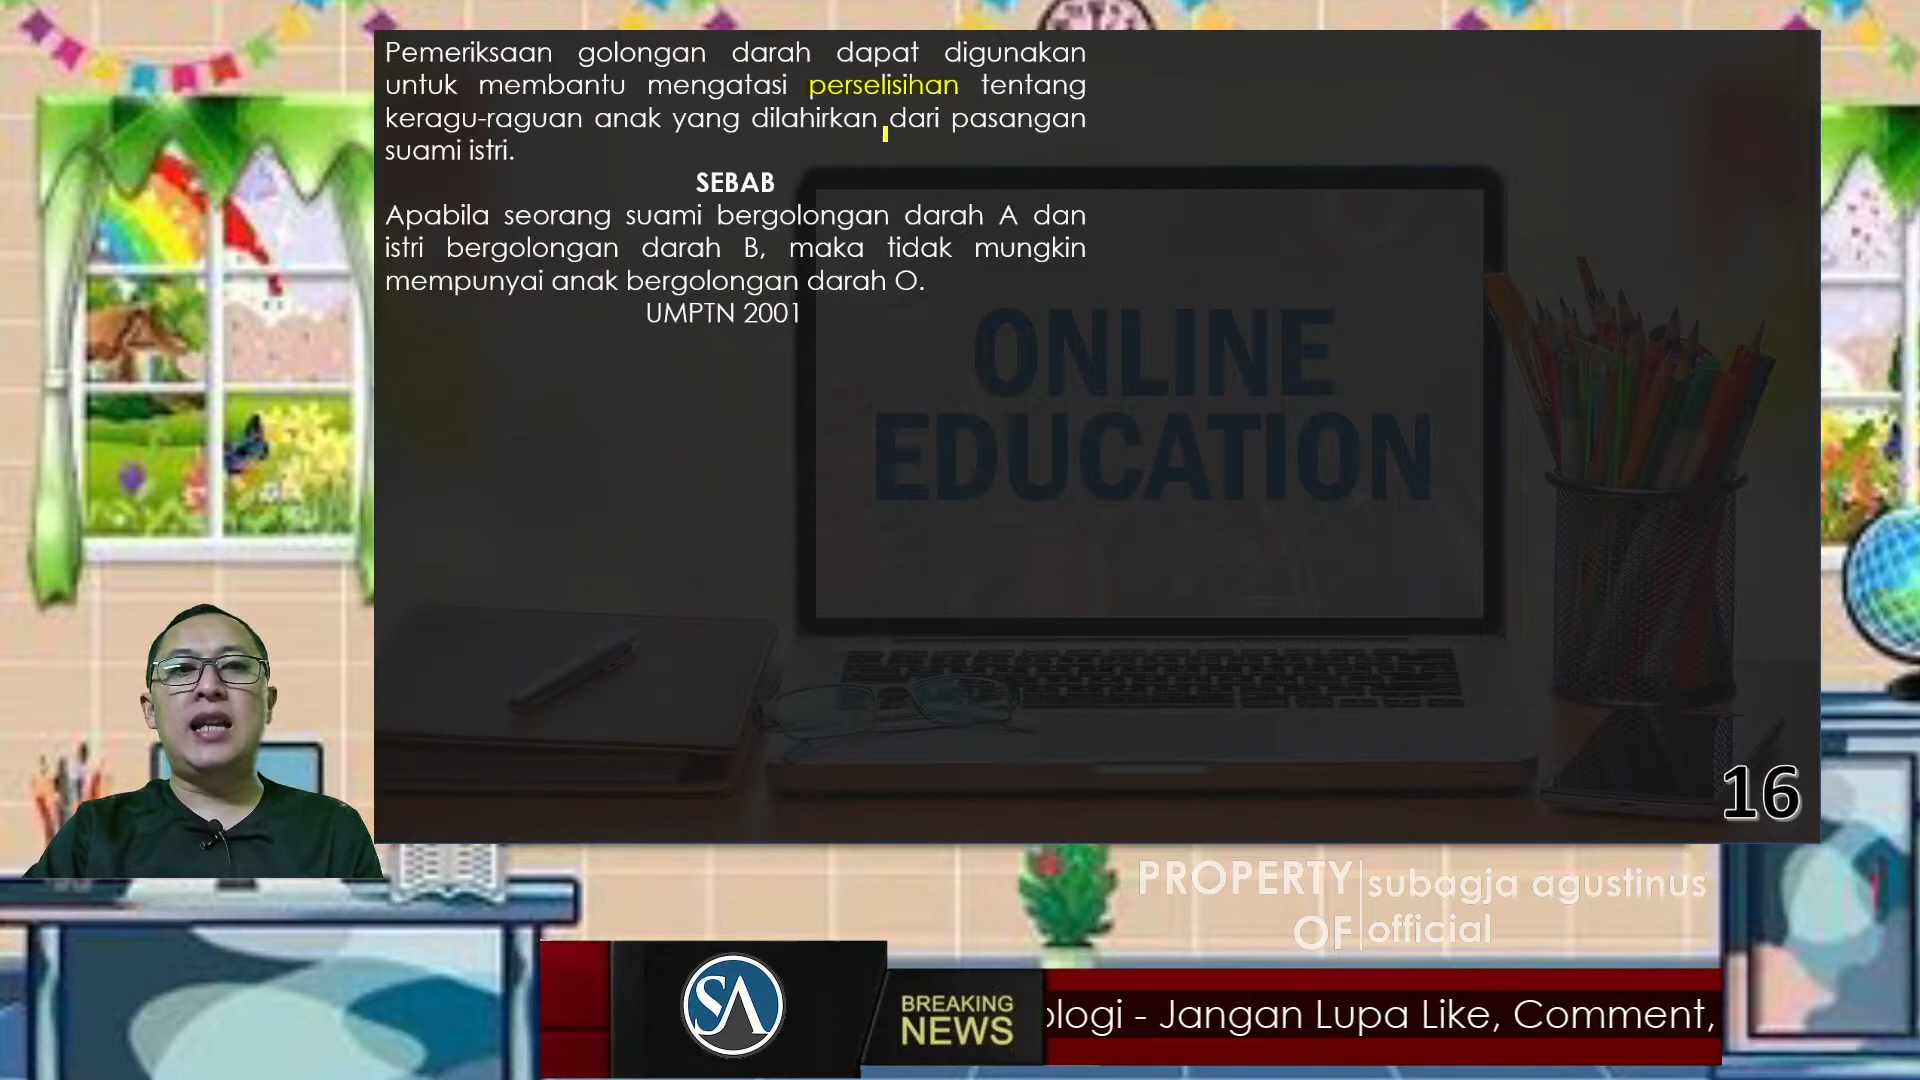 Pemeriksaan golongan darah dapat digunakan
untuk membantu mengatasi perselisihan tentang
keragu-raguan anak yang dilahirkan dari pasangan
suami istri.
SEBAB
Apabila seorang suami bergolongan darah A dan
istri bergolongan darah B, maka tidak mungkin
mempunyai anak bergolongan darah O.
UMPTN 2001
ONLINE
EDUCATION
16
PROPERTY OF
subagja agustinus
official
SA
BREAKING
NEWS
ologi - Jangan Lupa Like, Comment,